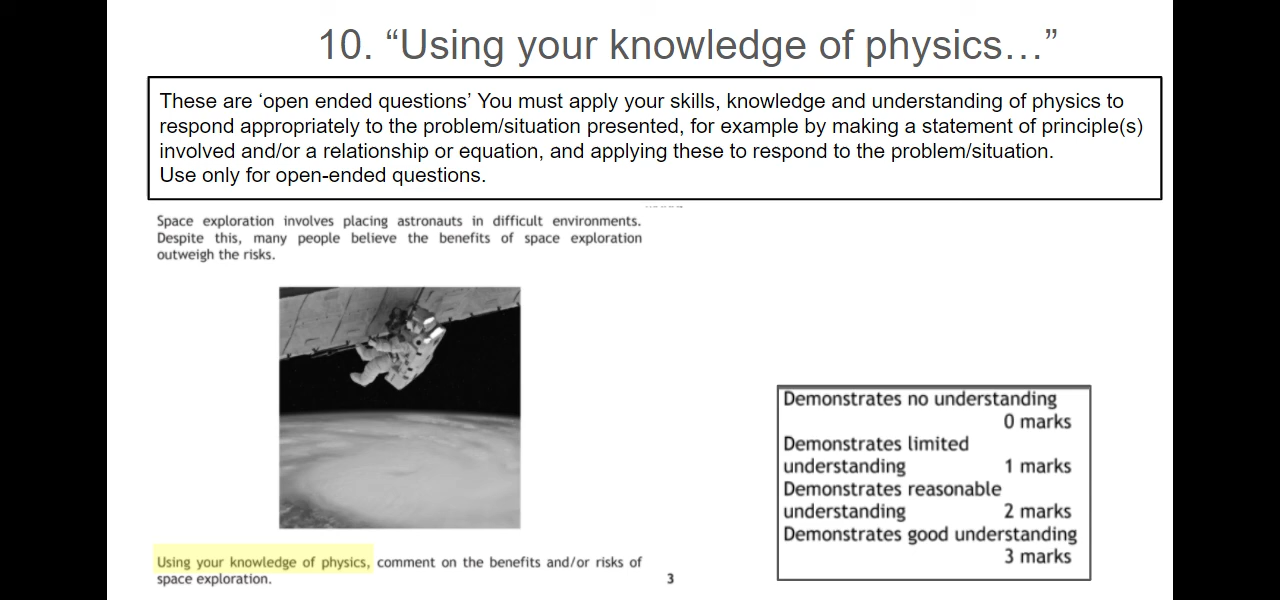 10. “Using your knowledge of physics…”
These are ‘open ended questions’ You must apply your skills, knowledge and understanding of physics to
respond appropriately to the problem/situation presented, for example by making a statement of principle(s)
involved and/or a relationship or equation, and applying these to respond to the problem/situation.
Use only for open-ended questions.
Space exploration involves placing astronauts in difficult environments.
Despite this, many people believe the benefits of space exploration
outweigh the risks.
Using your knowledge of physics, comment on the benefits and/or risks of
space exploration. 3
Demonstrates no understanding
0 marks
Demonstrates limited
understanding 1 marks
Demonstrates reasonable
understanding 2 marks
Demonstrates good understanding
3 marks